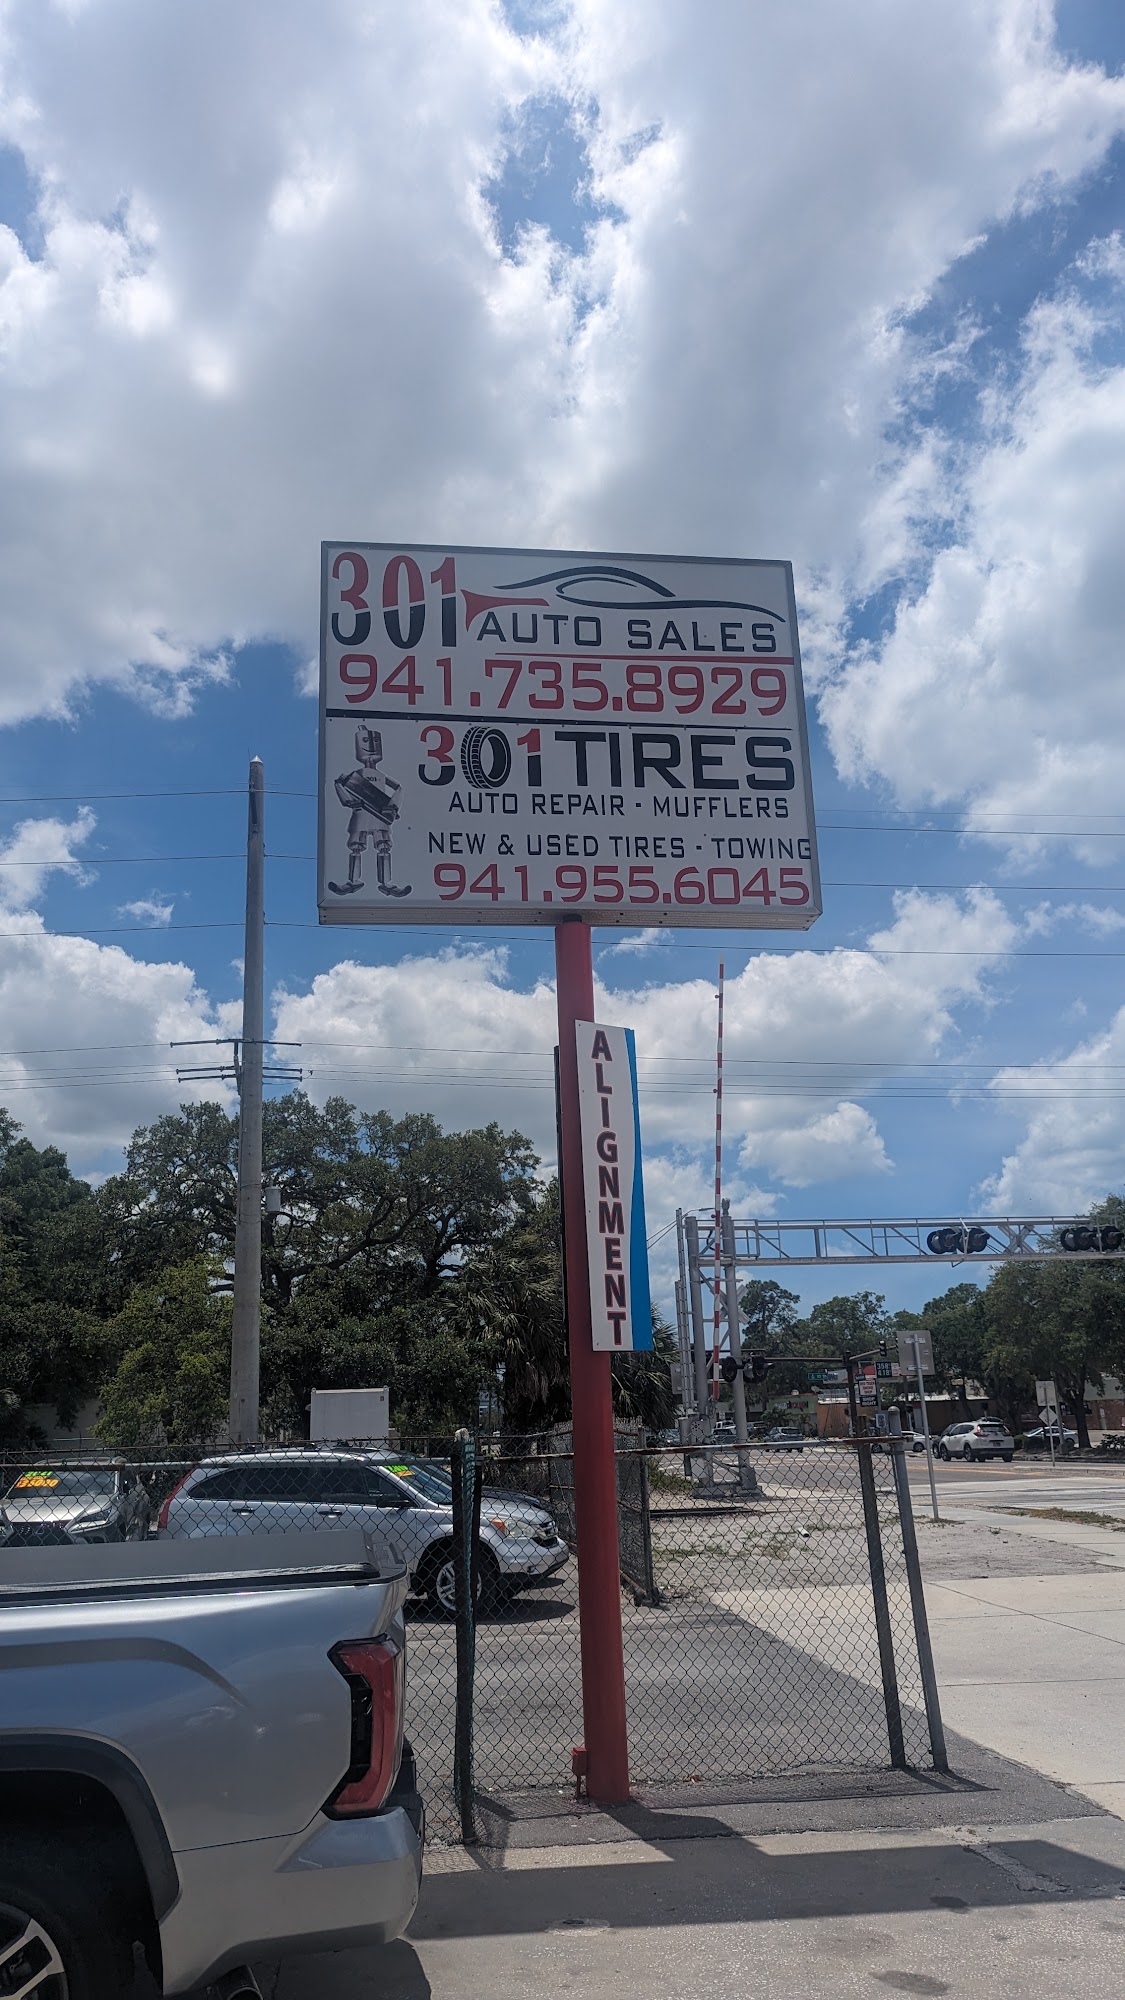 301 AUTO SALES
941.735.8929
301 TIRES
AUTO REPAIR - MUFFLERS
NEW & USED TIRES - TOWING
941.955.6045
ALIGNMENT